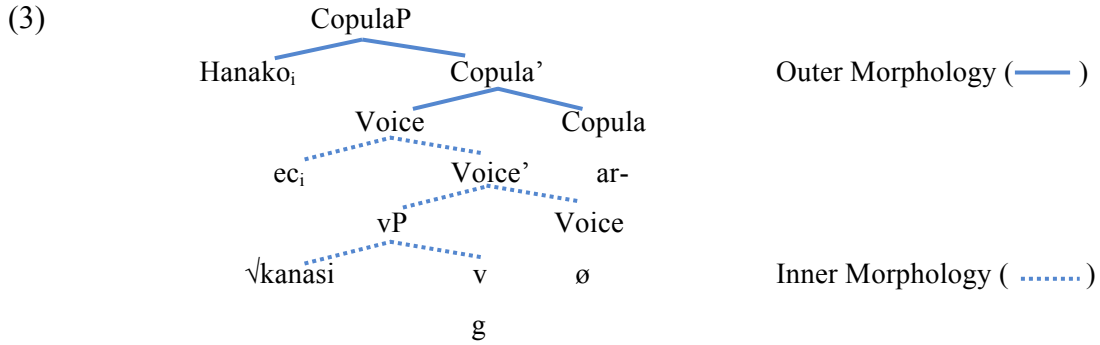 (3)
CopulaP
Hanakoᵢ Copula’ Outer Morphology ( )
Voice Copula
ecᵢ Voice’ ar-
vP Voice
√kanasi v ø Inner Morphology ( )
g